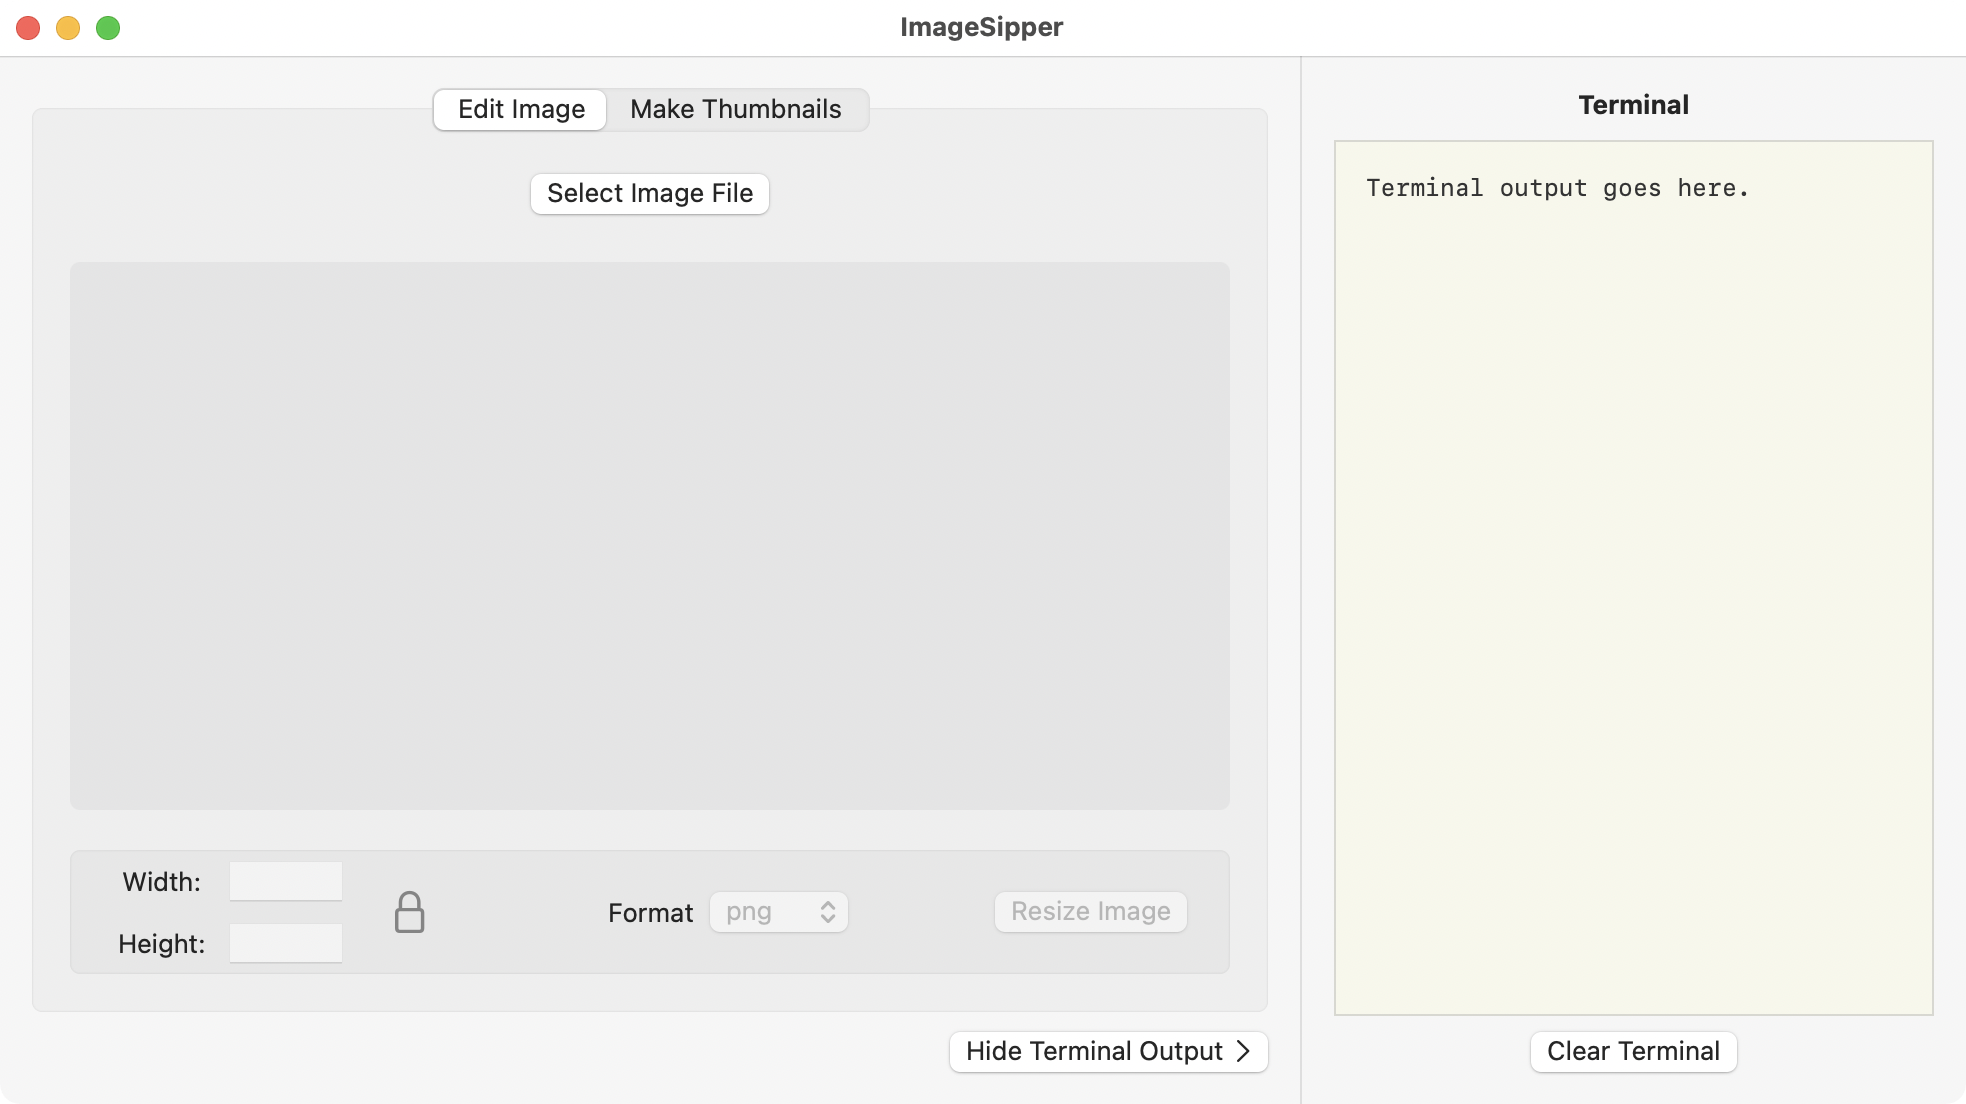 ImageSipper
Edit Image
Make Thumbnails
Select Image File
Width:
Height:
Format
png
Resize Image
Hide Terminal Output
Terminal
Terminal output goes here.
Clear Terminal